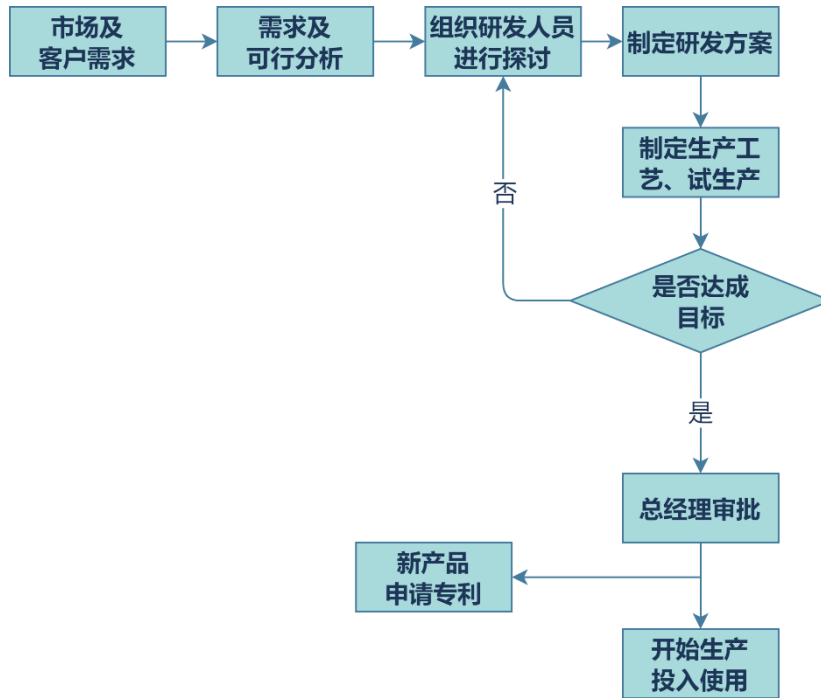 市场及
客户需求
需求及
可行分析
组织研发人员
进行探讨
制定研发方案
制定生产工
艺、试生产
否
是否达成
目标
是
总经理审批
新产品
申请专利
开始生产
投入使用